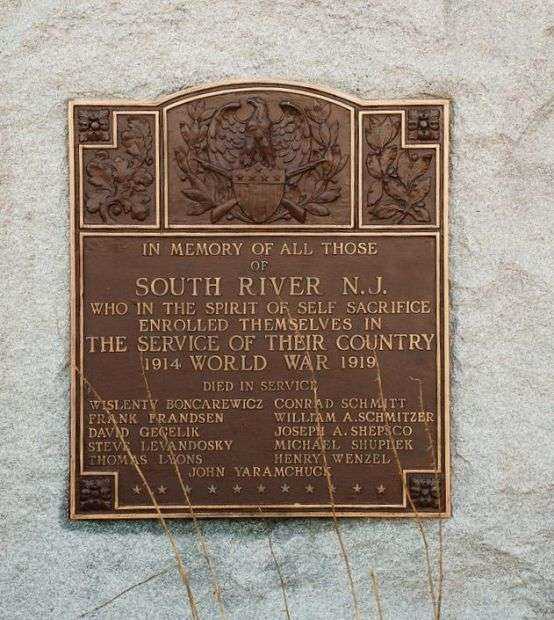 IN MEMORY OF ALL THOSE
OF
SOUTH RIVER N.J.
WHO IN THE SPIRIT OF SELF SACRIFICE
ENROLLED THEMSELVES IN
THE SERVICE OF THEIR COUNTRY
1914 WORLD WAR 1919
DIED IN SERVICE
WISLENTY BONCAREWICZ CONRAD SCHMITT
FRANK FRANDSEN WILLIAM A. SCHMITZER
DAVID GECELIK JOSEPH A. SHEPSCO
STEVE LEVANDOSKY MICHAEL
THOMAS LYONS HENRY WENZEL
JOHN YARAMCHUCK